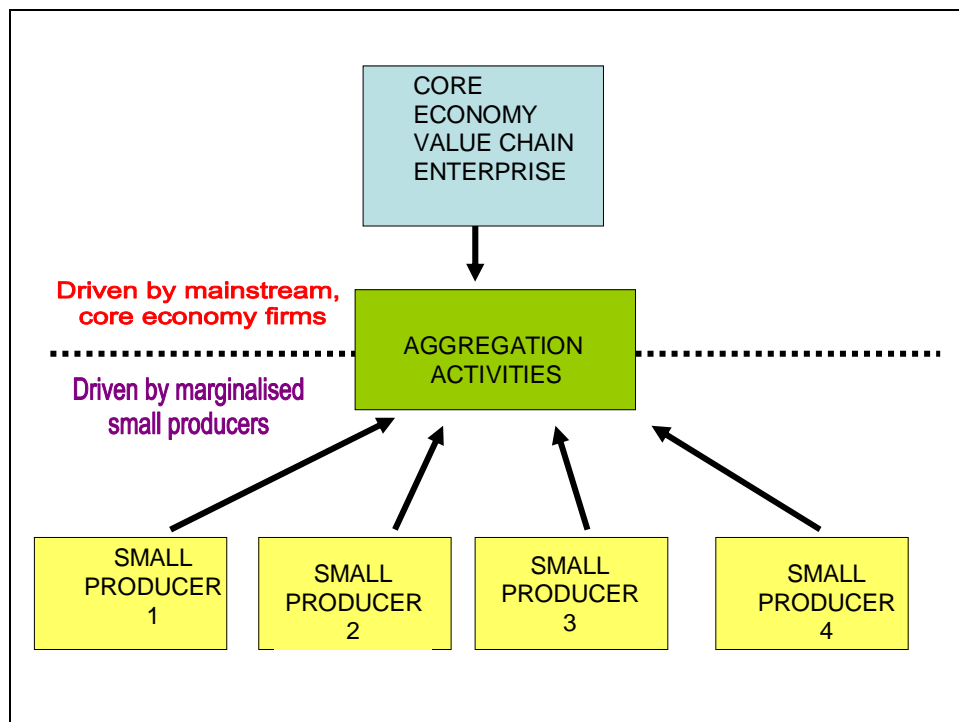 CORE
ECONOMY
VALUE CHAIN
ENTERPRISE
Driven by mainstream,
core economy firms
AGGREGATION
ACTIVITIES
Driven by marginalised
small producers
SMALL
PRODUCER
1
SMALL
PRODUCER
2
SMALL
PRODUCER
3
SMALL
PRODUCER
4